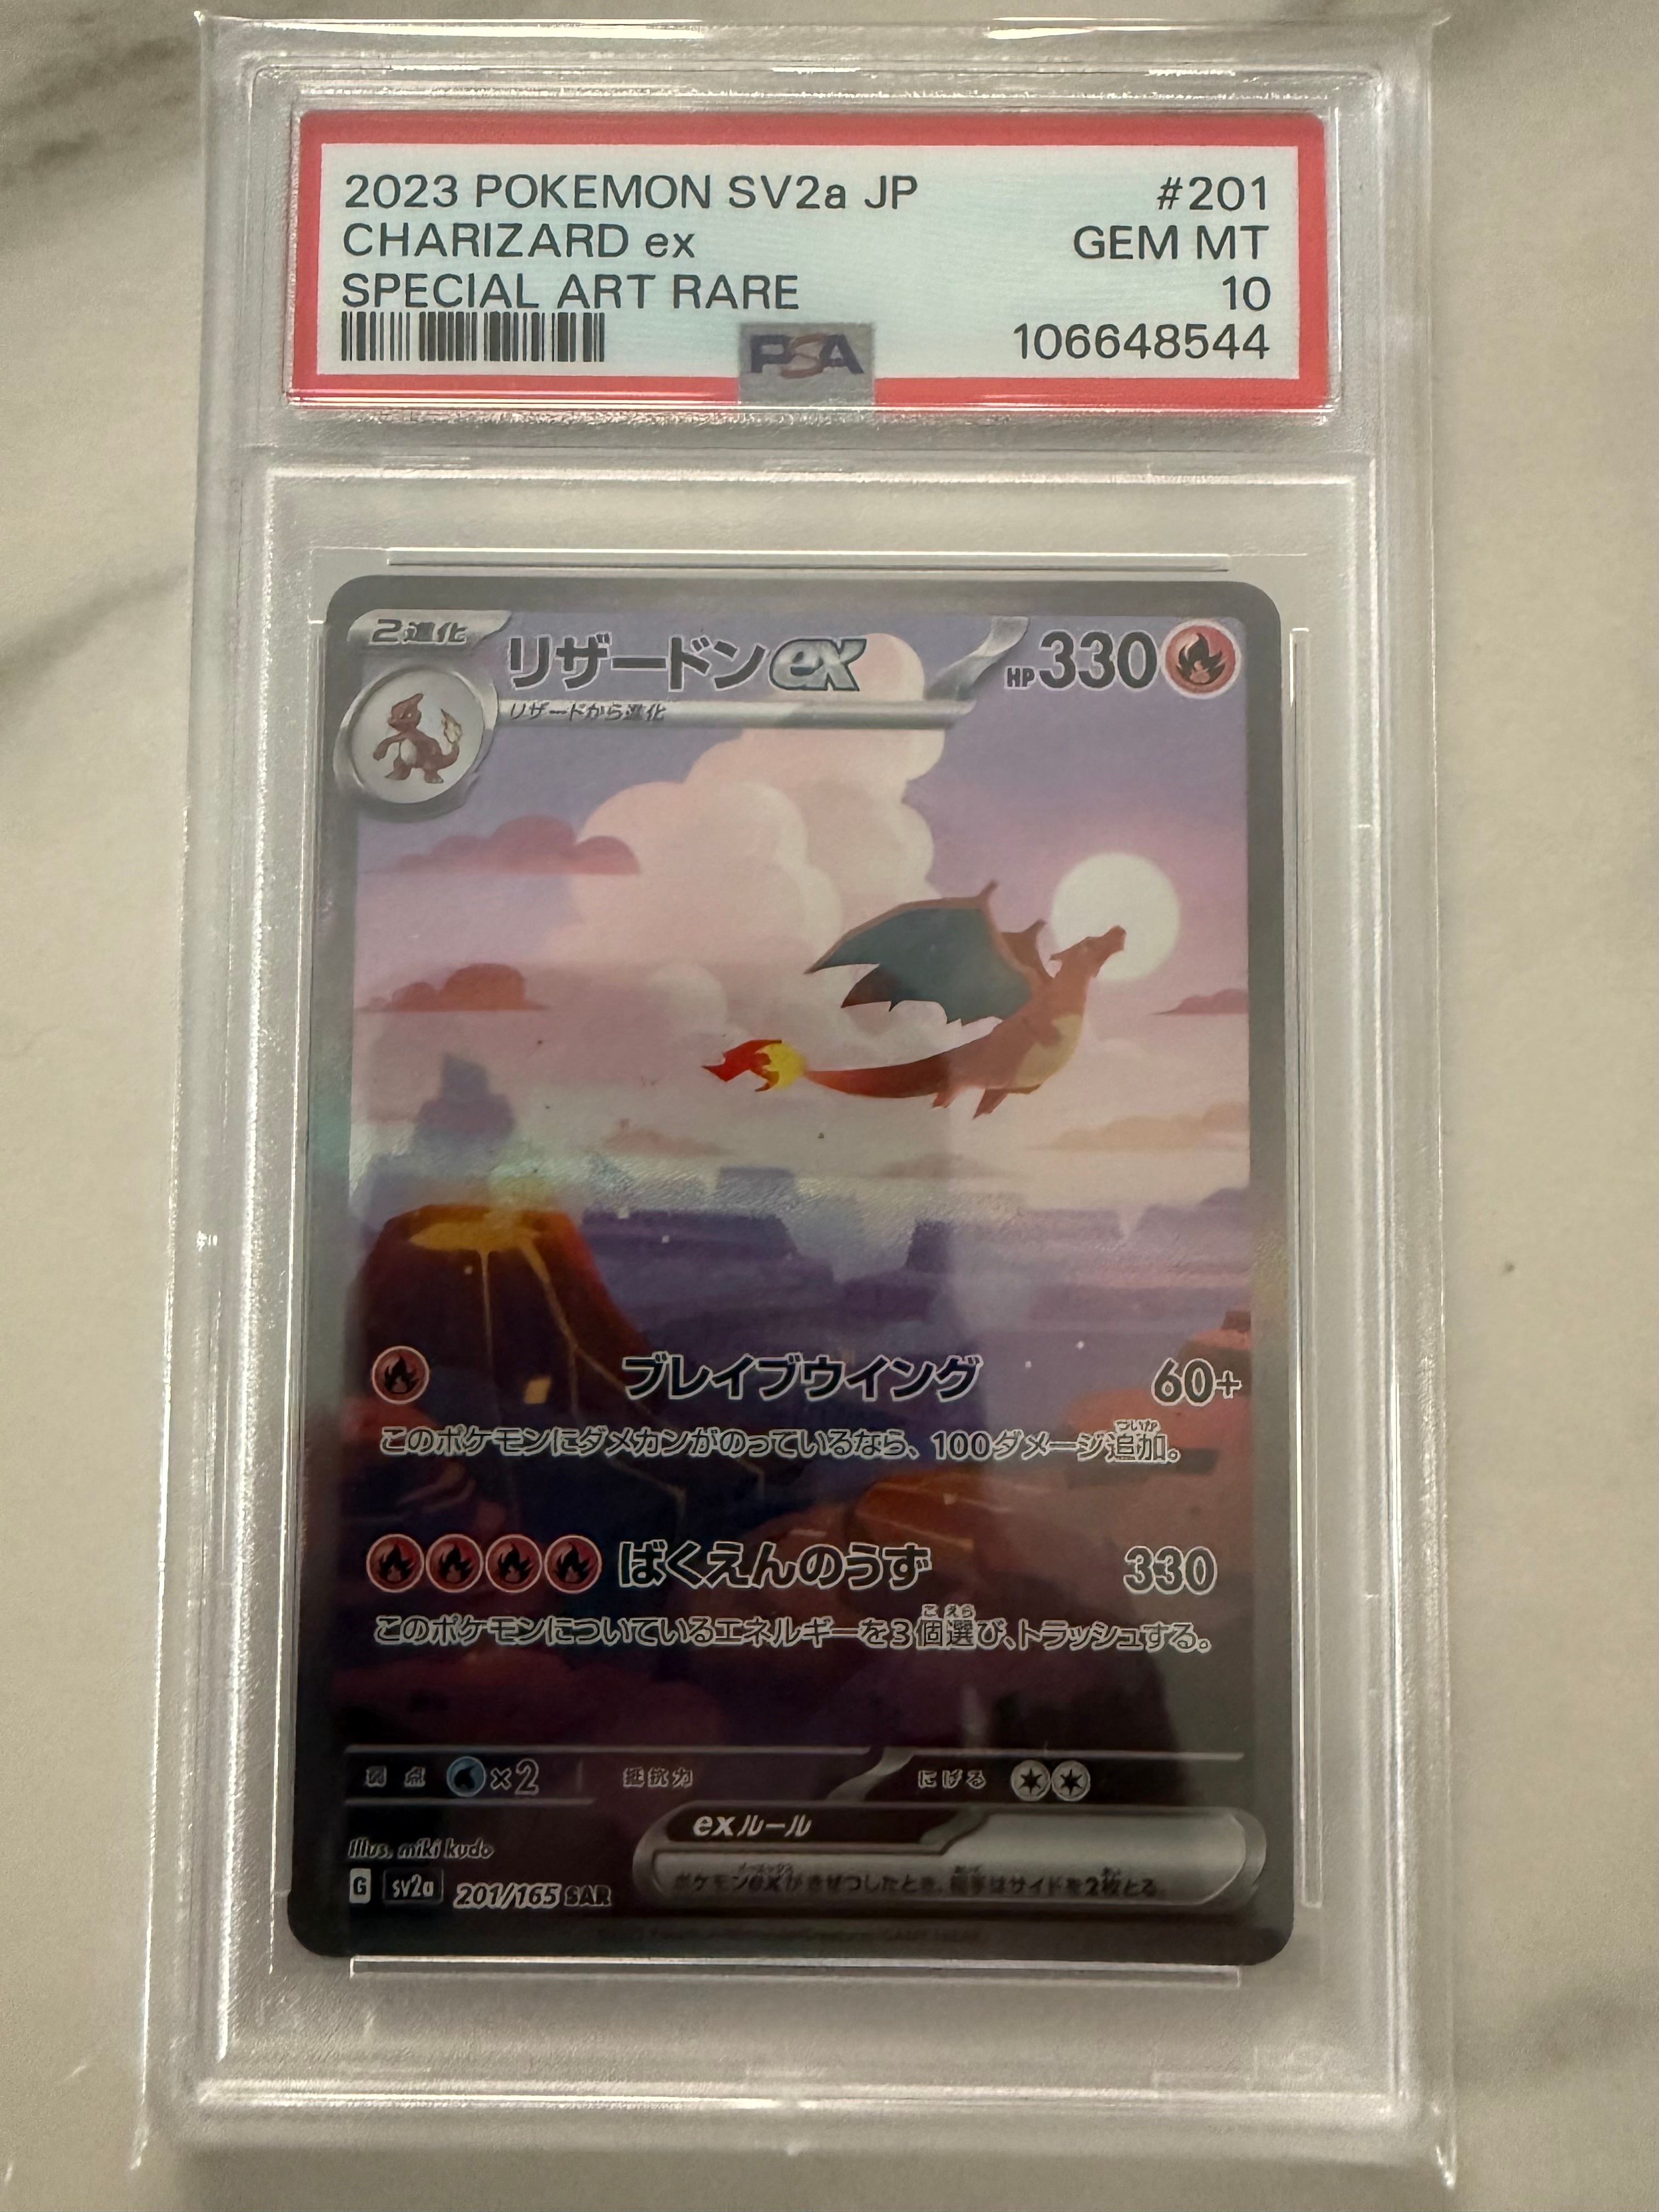 2023 POKEMON SV2a JP #201
CHARIZARD ex GEM MT
SPECIAL ART RARE 10
PSA 106648544
2進化 リザードンex HP330
リザードから進化
ブレイブウイング 60+
このポケモンにダメカンがのっているなら、100ダメージ追加。
ばくえんのうず 330
このポケモンについているエネルギーを3個選び、トラッシュする。
弱点 ×2 抵抗力 にげる
exルール
ポケモンexがきぜつしたとき、相手はサイドを2枚とる。
Illus. miki kudo
G sv2a 201/165 SAR